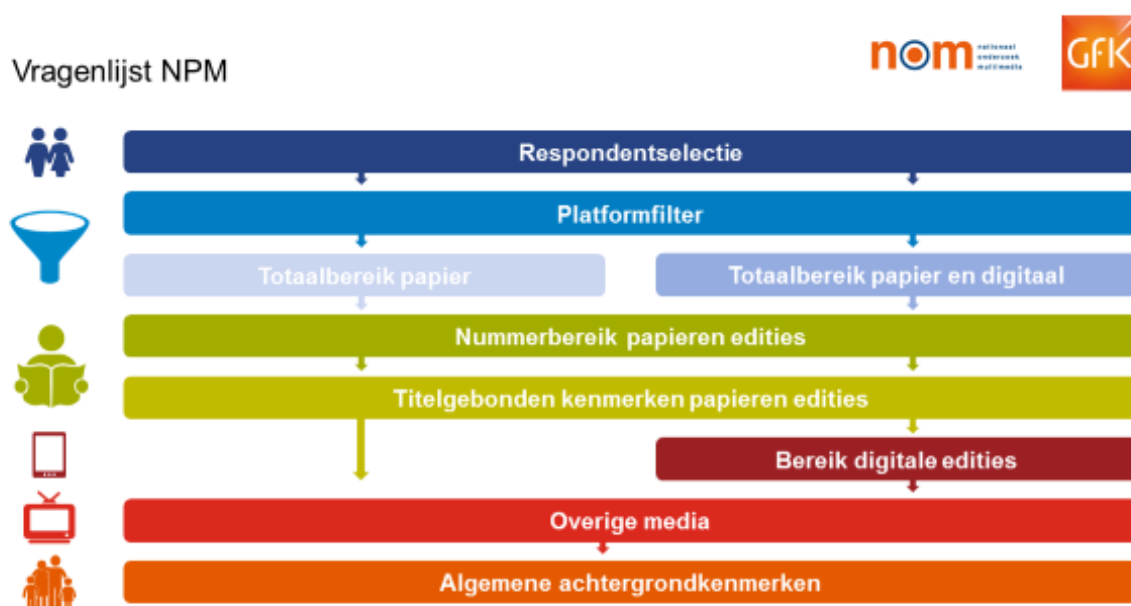 nom nationaal
onderzoek
multimedia
GfK
Vragenlijst NPM
Respondentselectie
Platformfilter
Totaalbereik papier
Totaalbereik papier en digitaal
Nummerbereik papieren edities
Titelgebonden kenmerken papieren edities
Bereik digitale edities
Overige media
Algemene achtergrondkenmerken